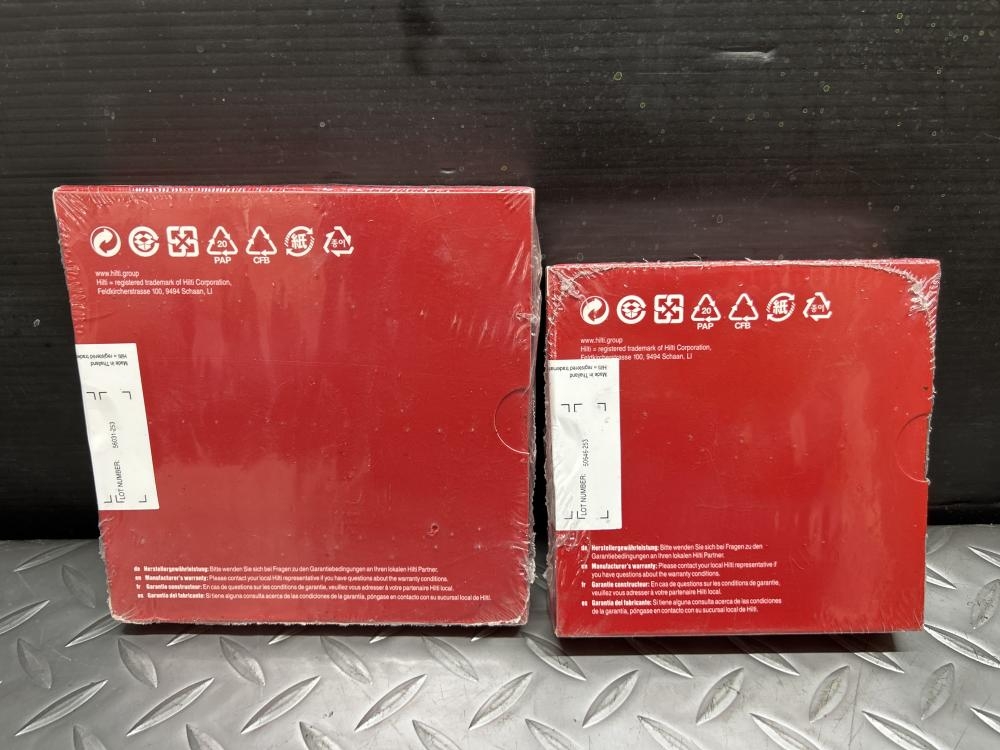 20
PAP
CFB
紙
종이
www.hilti.group
Hilti = registered trademark of Hilti Corporation,
Feldkircherstrasse 100, 9494 Schaan, LI
Made in Thailand
Hilti = registered trade
LOT NUMBER: 56031-253
de Herstellergewährleistung: Bitte wenden Sie sich bei Fragen zu den Garantiebedingungen an Ihren lokalen Hilti Partner.
en Manufacturer's warranty: Please contact your local Hilti representative if you have questions about the warranty conditions.
fr Garantie constructeur: En cas de questions sur les conditions de garantie, veuillez vous adresser à votre partenaire Hilti local.
es Garantía del fabricante: Si tiene alguna consulta acerca de las condiciones de la garantía, póngase en contacto con su sucursal local de Hilti.
20
PAP
CFB
紙
종이
www.hilti.group
Hilti = registered trademark of Hilti Corporation,
Feldkircherstrasse 100, 9494 Schaan, LI
Made in Thailand
Hilti = registered trademar
LOT NUMBER: 50546-253
de Herstellergewährleistung: Bitte wenden Sie sich bei Fragen zu den
Garantiebedingungen an Ihren lokalen Hilti Partner.
en Manufacturer's warranty: Please contact your local Hilti representative if
you have questions about the warranty conditions.
fr Garantie constructeur: En cas de questions sur les conditions de garantie,
veuillez vous adresser à votre partenaire Hilti local.
es Garantía del fabricante: Si tiene alguna consulta acerca de las condiciones
de la garantía, póngase en contacto con su sucursal local de Hilti.